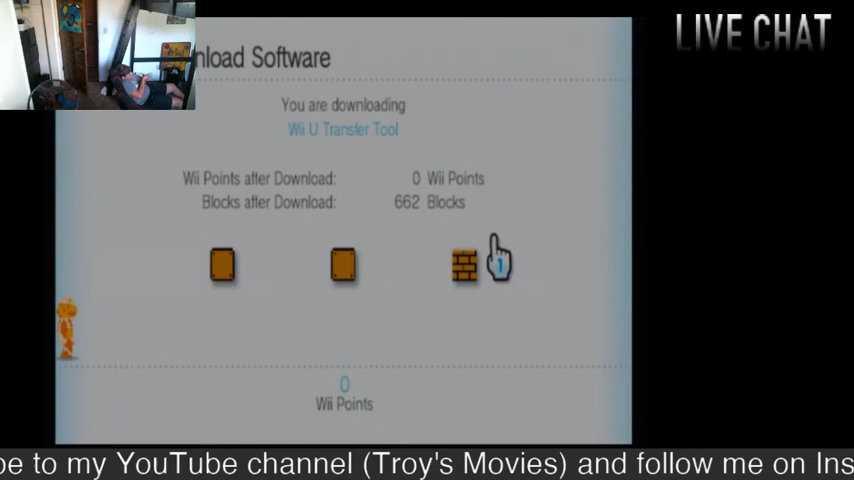 LIVE CHAT
nload Software
You are downloading
Wii U Transfer Tool
Wii Points after Download: 0 Wii Points
Blocks after Download: 662 Blocks
1
0
Wii Points
be to my YouTube channel (Troy's Movies) and follow me on Ins